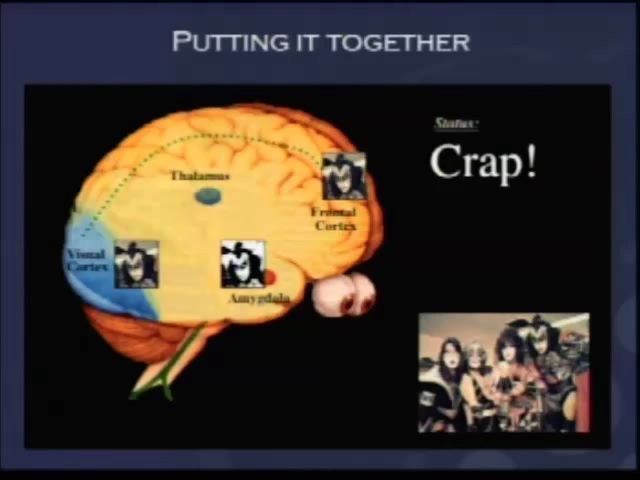 PUTTING IT TOGETHER
Status:
Crap!
Thalamus
Frontal
Cortex
Visual
Cortex
Amygdala